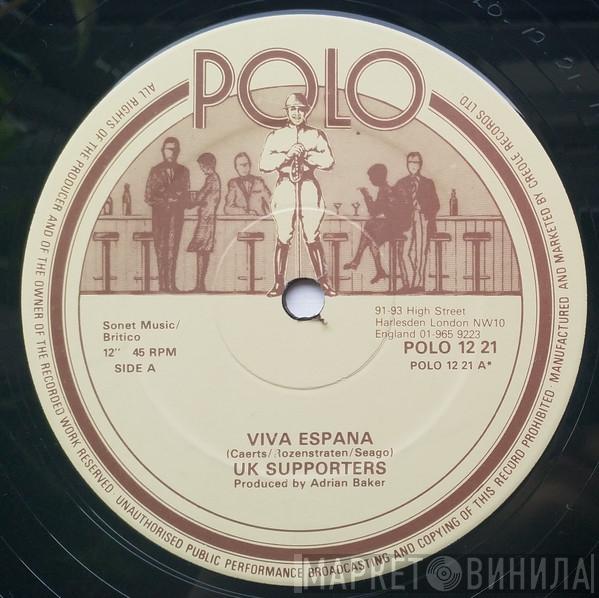 POLO
ALL RIGHTS OF THE PRODUCER AND OF THE OWNER OF THE RECORDED WORK RESERVED · UNAUTHORISED PUBLIC PERFORMANCE BROADCASTING AND COPYING OF THIS RECORD PROHIBITED · MANUFACTURED AND MARKETED BY CREOLE RECORDS LTD
Sonet Music/
Britico
12" 45 RPM
SIDE A
91-93 High Street
Harlesden London NW10
England 01-965 9223
POLO 12 21
POLO 12 21 A*
VIVA ESPANA
(Caerts/Rozenstraten/Seago)
UK SUPPORTERS
Produced by Adrian Baker
МАРКЕТ ВИНИЛА